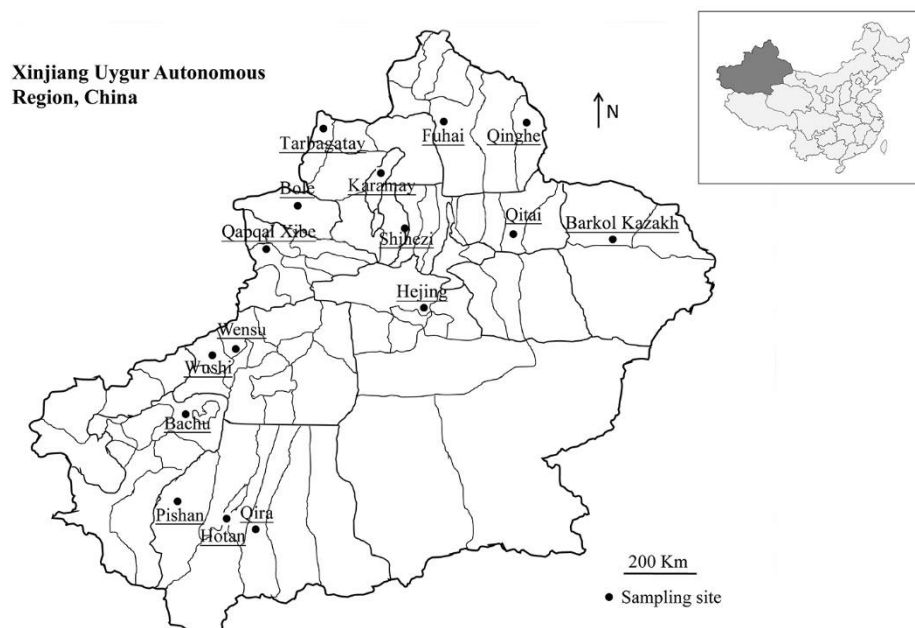 Xinjiang Uygur Autonomous
Region, China
N
Tarbagatay
Fuhai
Qinghe
Karamay
Bole
Qapqal Xibe
Shihezi
Qitai
Barkol Kazakh
Hejing
Wensu
Wushi
Bachu
Pishan
Hotan
Qira
200 Km
Sampling site